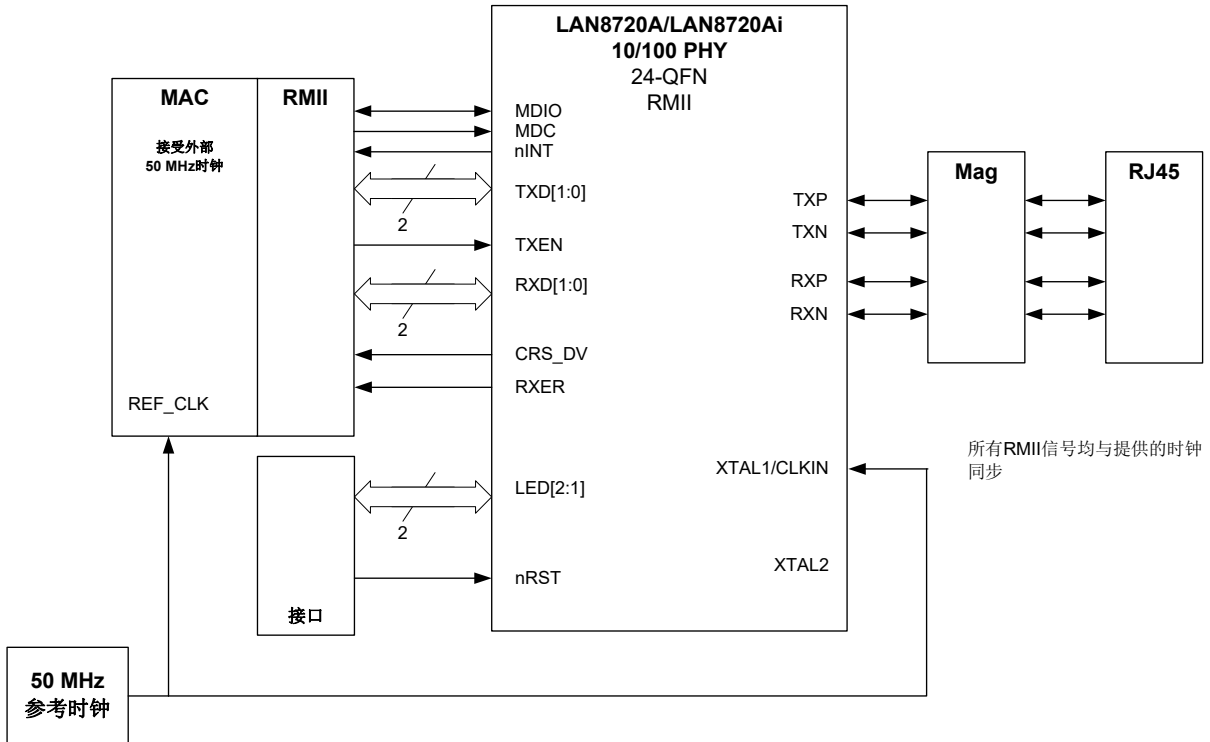 LAN8720A/LAN8720Ai
10/100 PHY
24-QFN
RMII
MAC
接受外部
50 MHz时钟
REF_CLK
RMII
MDIO
MDC
nINT
TXD[1:0]
2
TXEN
RXD[1:0]
2
CRS_DV
RXER
LED[2:1]
2
nRST
接口
TXP
TXN
RXP
RXN
XTAL1/CLKIN
XTAL2
Mag
RJ45
所有RMII信号均与提供的时钟
同步
50 MHz
参考时钟